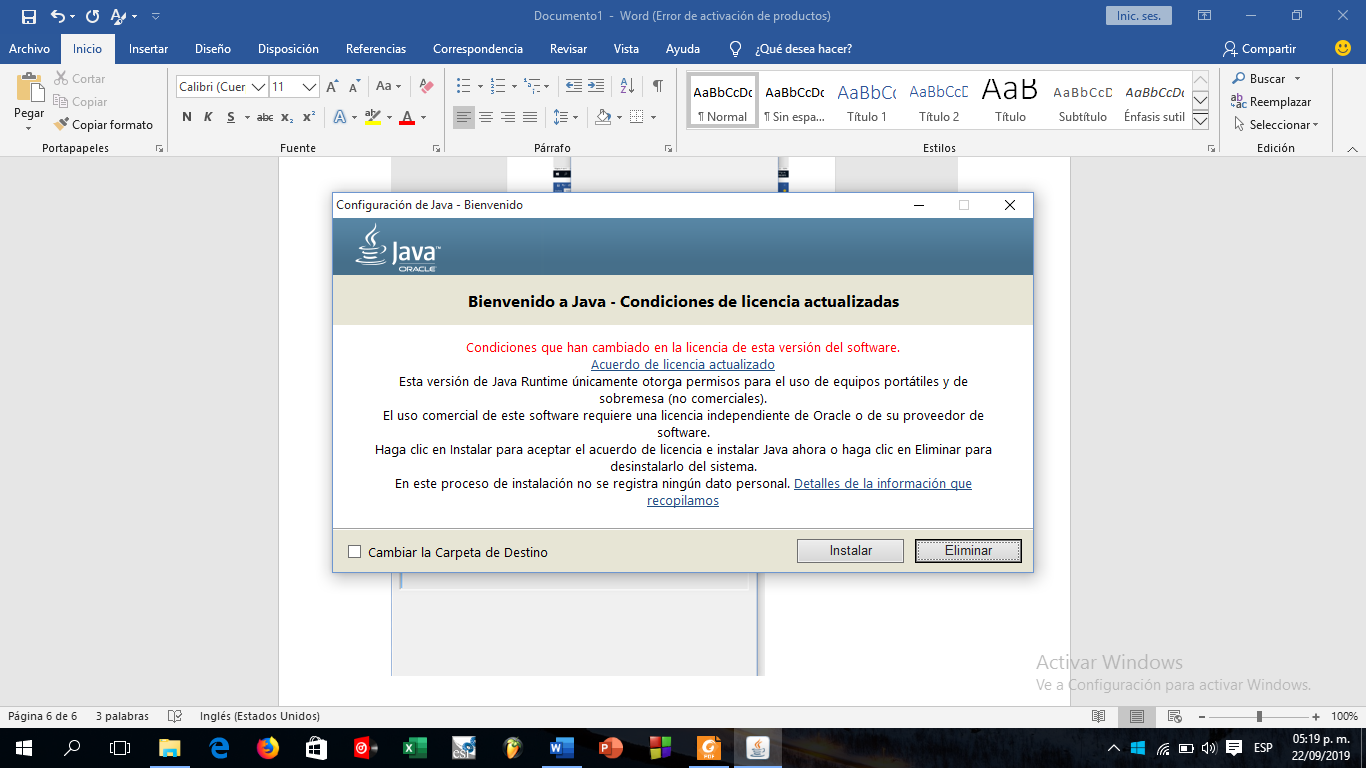 Documento1 - Word (Error de activación de productos)
Inic. ses.
Archivo Inicio Insertar Diseño Disposición Referencias Correspondencia Revisar Vista Ayuda ¿Qué desea hacer? Compartir
Pegar
Cortar
Copiar
Copiar formato
Portapapeles
Calibri (Cuer 11
Aa
N K S abc x₂ x²
Fuente
Párrafo
AaBbCcDc AaBbCcDc AaBbCc AaBbCcD AaB AaBbCcD AaBbCcDc
¶ Normal ¶ Sin espa... Título 1 Título 2 Título Subtítulo Énfasis sutil
Estilos
Buscar
Reemplazar
Seleccionar
Edición
Configuración de Java - Bienvenido
Java™
ORACLE
Bienvenido a Java - Condiciones de licencia actualizadas
Condiciones que han cambiado en la licencia de esta versión del software.
Acuerdo de licencia actualizado
Esta versión de Java Runtime únicamente otorga permisos para el uso de equipos portátiles y de
sobremesa (no comerciales).
El uso comercial de este software requiere una licencia independiente de Oracle o de su proveedor de
software.
Haga clic en Instalar para aceptar el acuerdo de licencia e instalar Java ahora o haga clic en Eliminar para
desinstalarlo del sistema.
En este proceso de instalación no se registra ningún dato personal. Detalles de la información que
recopilamos
Cambiar la Carpeta de Destino
Instalar Eliminar
Activar Windows
Ve a Configuración para activar Windows.
Página 6 de 6 3 palabras Inglés (Estados Unidos) 100%
ESP
05:19 p. m.
22/09/2019